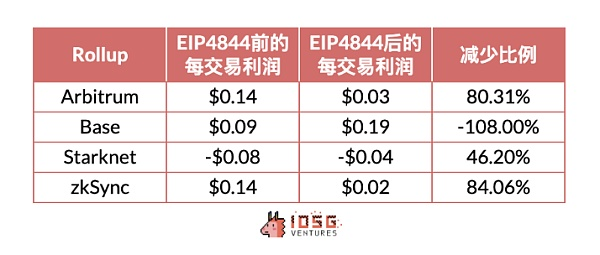 Rollup EIP4844前的 EIP4844后的 减少比例
每交易利润 每交易利润
Arbitrum $0.14 $0.03 80.31%
Base $0.09 $0.19 -108.00%
Starknet -$0.08 -$0.04 46.20%
zkSync $0.14 $0.02 84.06%
IOSG
VENTURES